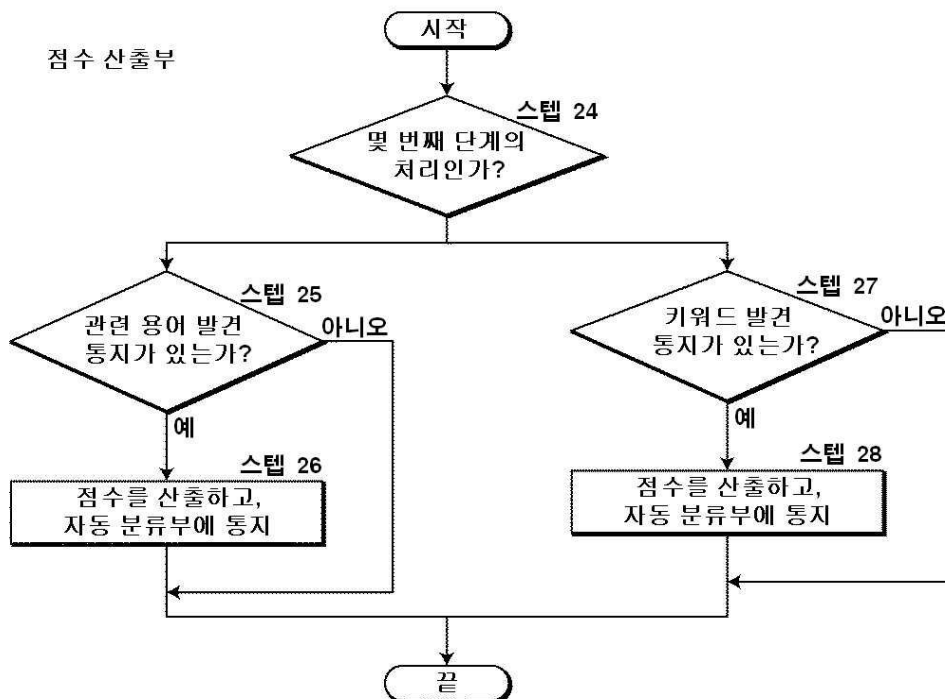 시작
점수 산출부
스텝 24
몇 번째 단계의
처리인가?
스텝 25
관련 용어 발견
통지가 있는가?
아니오
예
스텝 26
점수를 산출하고,
자동 분류부에 통지
스텝 27
키워드 발견
통지가 있는가?
아니오
예
스텝 28
점수를 산출하고,
자동 분류부에 통지
끝